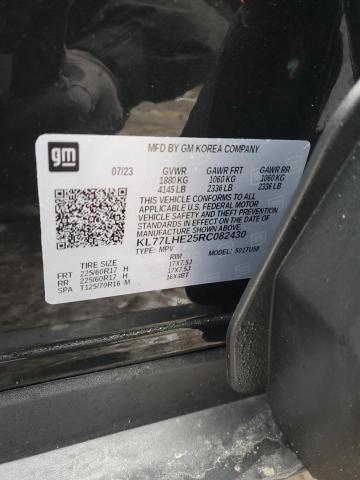 gm
MFD BY GM KOREA COMPANY
07/23 GVWR GAWR FRT GAWR RR
1880 KG 1060 KG 1060 KG
4145 LB 2336 LB 2336 LB
THIS VEHICLE CONFORMS TO ALL
APPLICABLE U.S. FEDERAL MOTOR
VEHICLE SAFETY AND THEFT PREVENTION
STANDARDS IN EFFECT ON THE DATE OF
MANUFACTURE SHOWN ABOVE.
KL77LHE25RC082430
TYPE: MPV MODEL:
TIRE SIZE RIM
FRT 225/60R17 H 17X7.5J
RR 225/60R17 H 17X7.5J
SPA T125/70R16 M 16X4BT